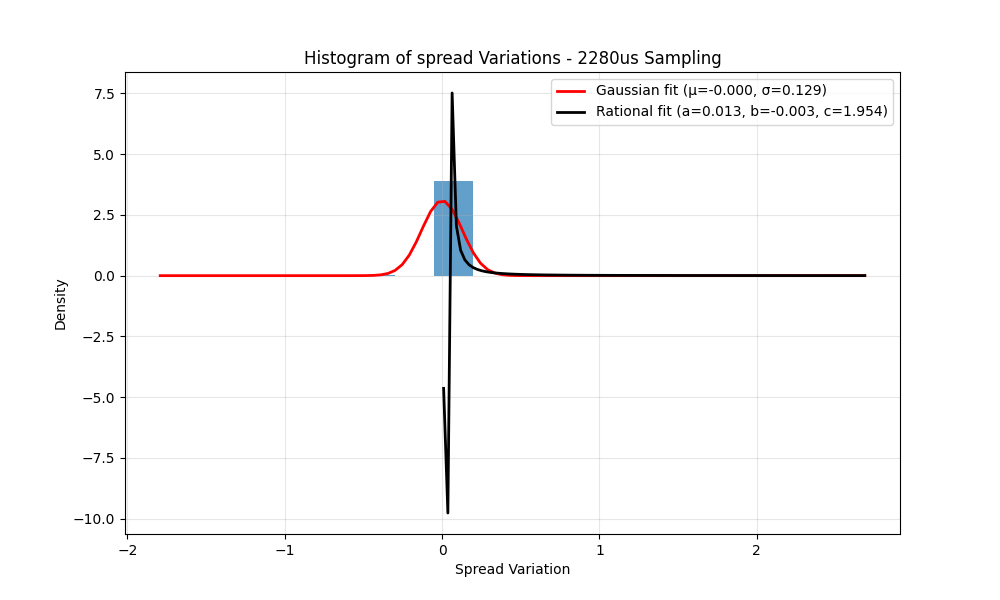 Histogram of spread Variations - 2280us Sampling
Gaussian fit (μ=-0.000, σ=0.129)
Rational fit (a=0.013, b=-0.003, c=1.954)
Density
7.5
5.0
2.5
0.0
−2.5
−5.0
−7.5
−10.0
−2
−1
0
1
2
Spread Variation